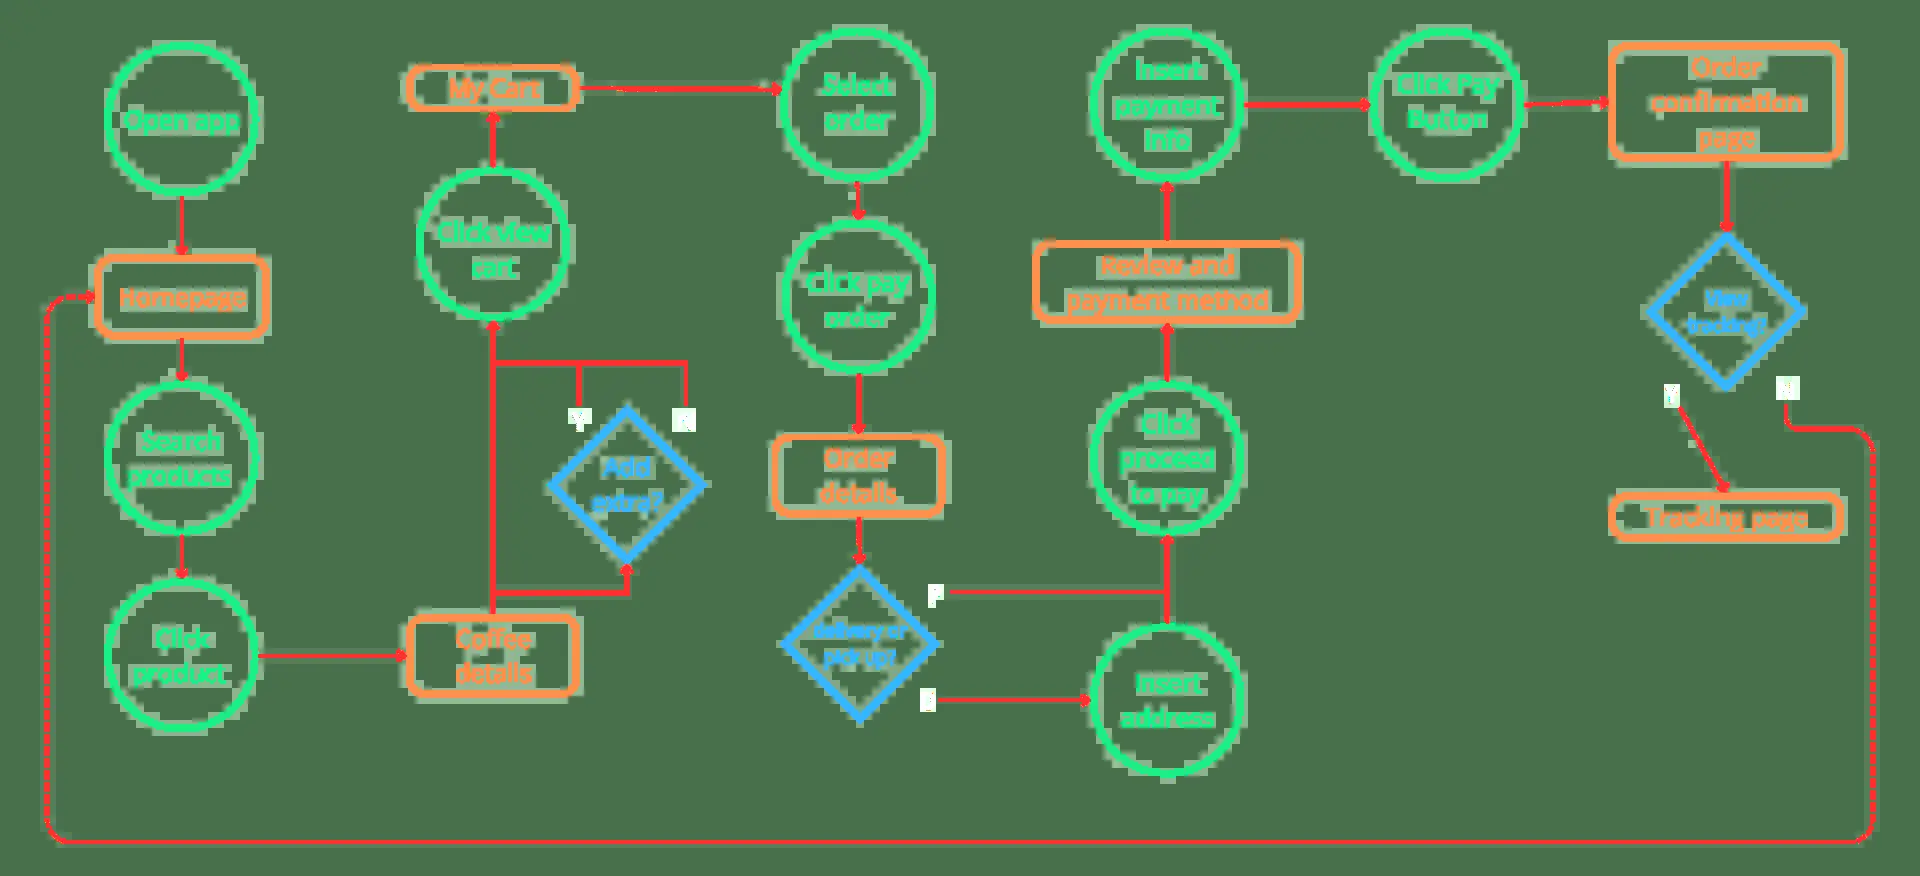 Open app
Homepage
Search
products
Click
product
My Cart
Click view
cart
Y
Add
extra?
Coffee
details
Select
order
Click pay
order
Order
details
delivery or
pick up?
P
Insert
payment
info
Review and
payment method
Click
proceed
to pay
Insert
address
Click Pay
Button
Order
confirmation
page
View
tracking?
Y
N
Tracking page